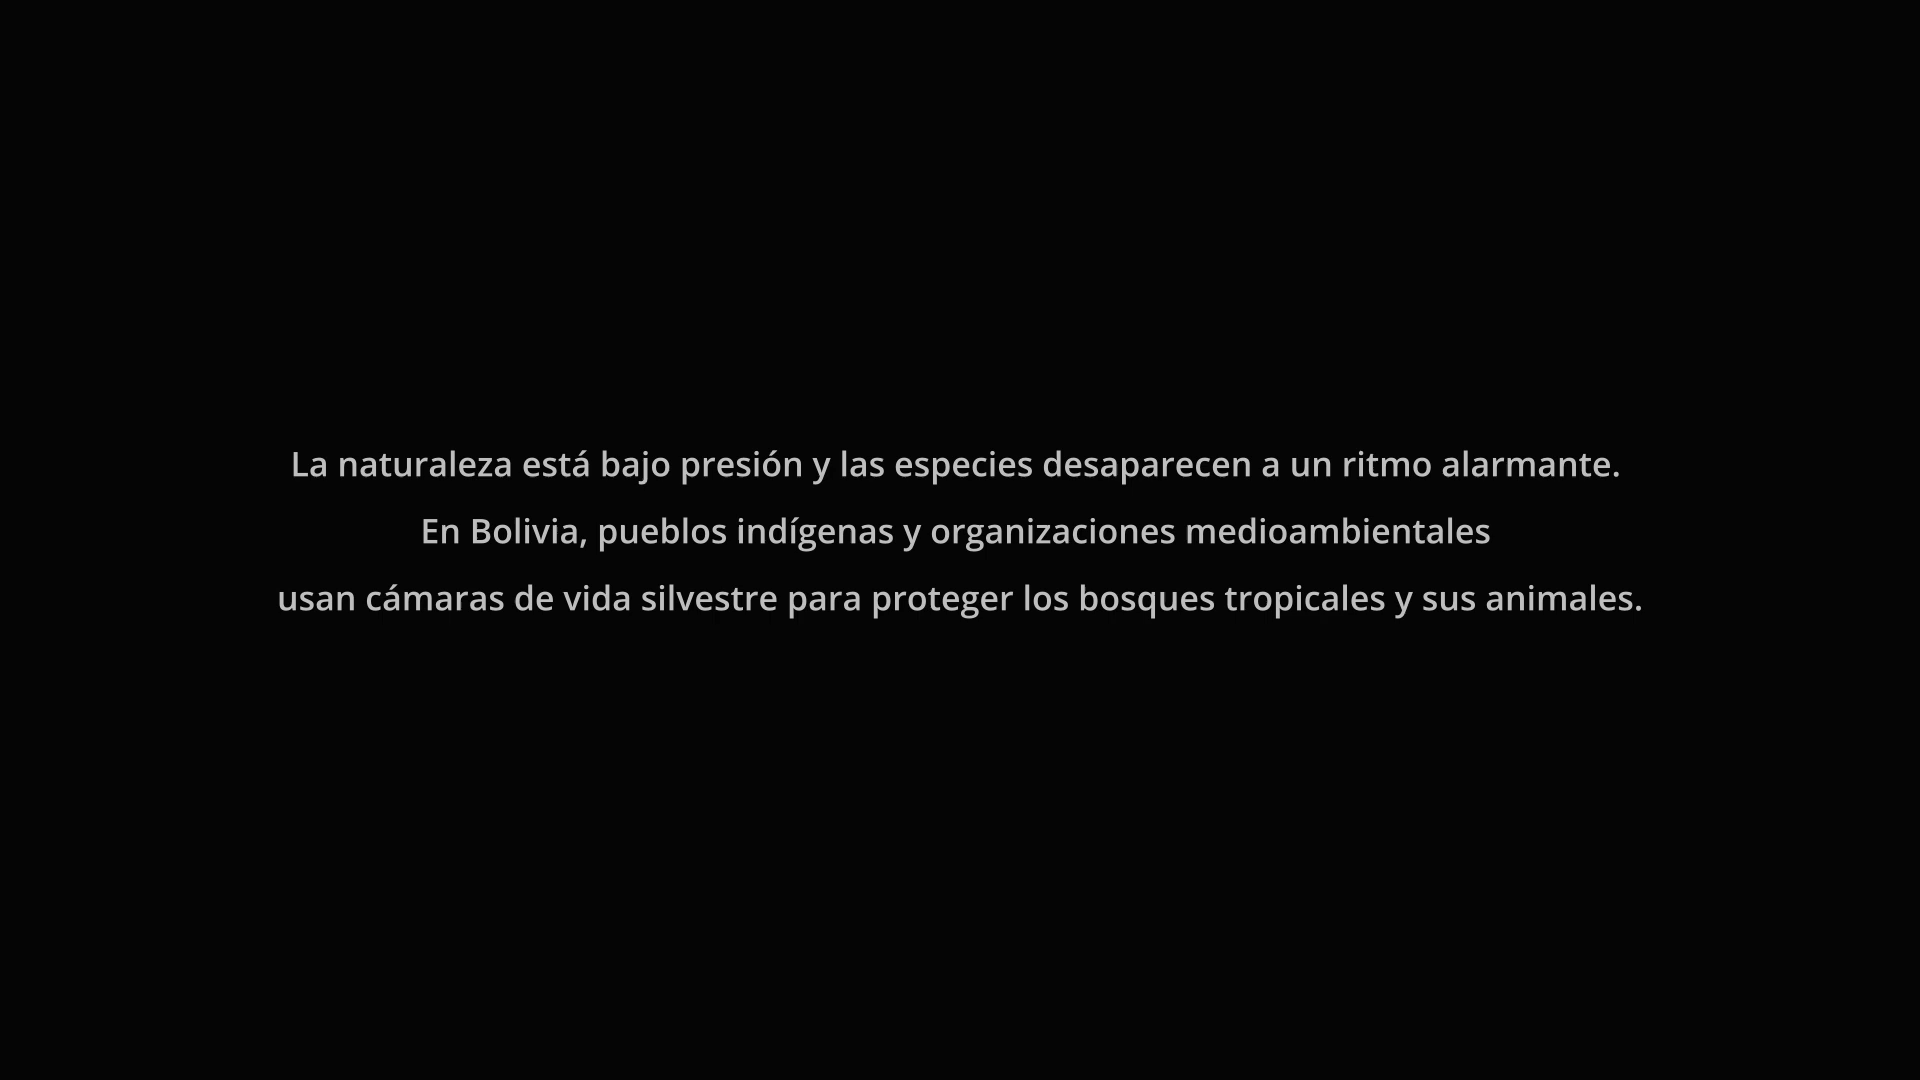 La naturaleza está bajo presión y las especies desaparecen a un ritmo alarmante.
En Bolivia, pueblos indígenas y organizaciones medioambientales
usan cámaras de vida silvestre para proteger los bosques tropicales y sus animales.